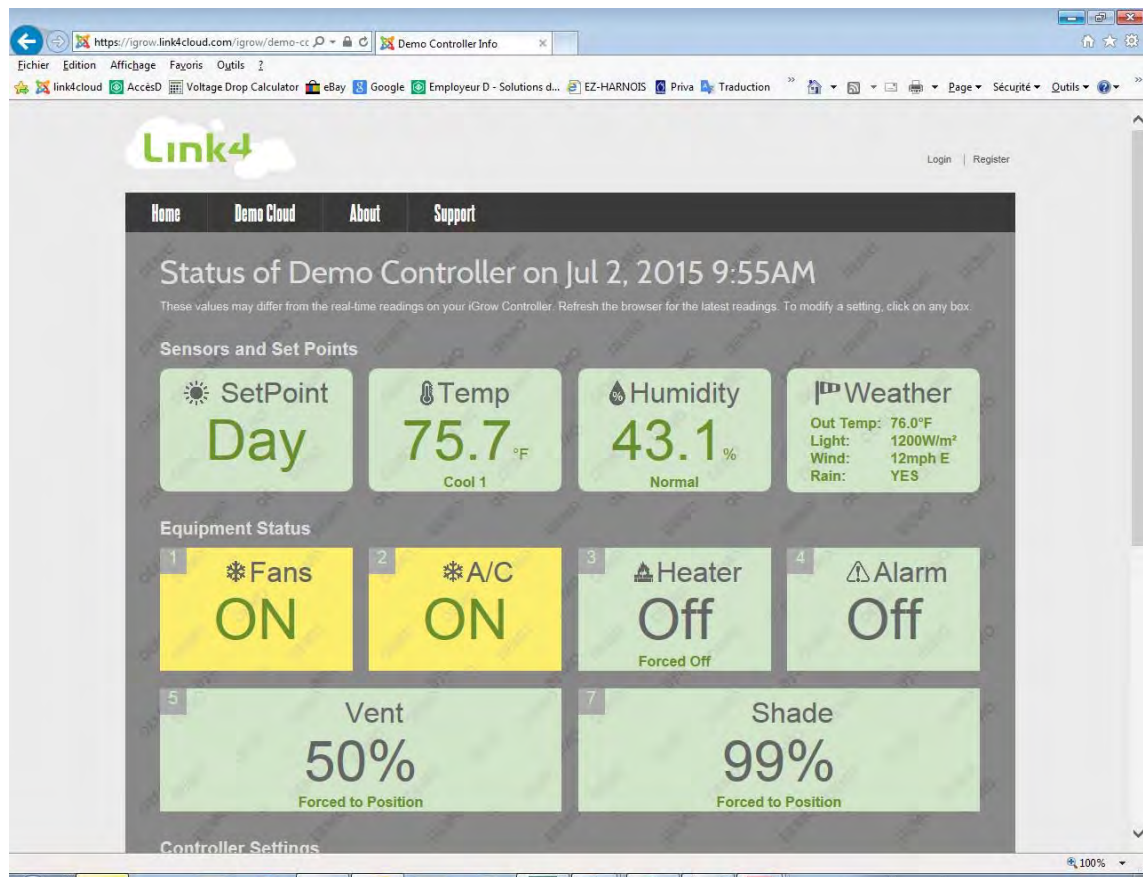 https://igrow.link4cloud.com/igrow/demo-cc
Demo Controller Info
Fichier Edition Affichage Favoris Outils ?
link4cloud AccèsD Voltage Drop Calculator eBay Google Employeur D - Solutions d... EZ-HARNOIS Priva Traduction » Page Sécurité Outils »
Link4
Login | Register
Home Demo Cloud About Support
Status of Demo Controller on Jul 2, 2015 9:55AM
These values may differ from the real-time readings on your iGrow Controller. Refresh the browser for the latest readings. To modify a setting, click on any box.
Sensors and Set Points
SetPoint
Day
Temp
75.7 °F
Cool 1
% Humidity
43.1 %
Normal
Weather
Out Temp: 76.0°F
Light: 1200W/m²
Wind: 12mph E
Rain: YES
Equipment Status
1
Fans
ON
2
A/C
ON
3
Heater
Off
Forced Off
4
Alarm
Off
5
Vent
50%
Forced to Position
7
Shade
99%
Forced to Position
Controller Settings
100%